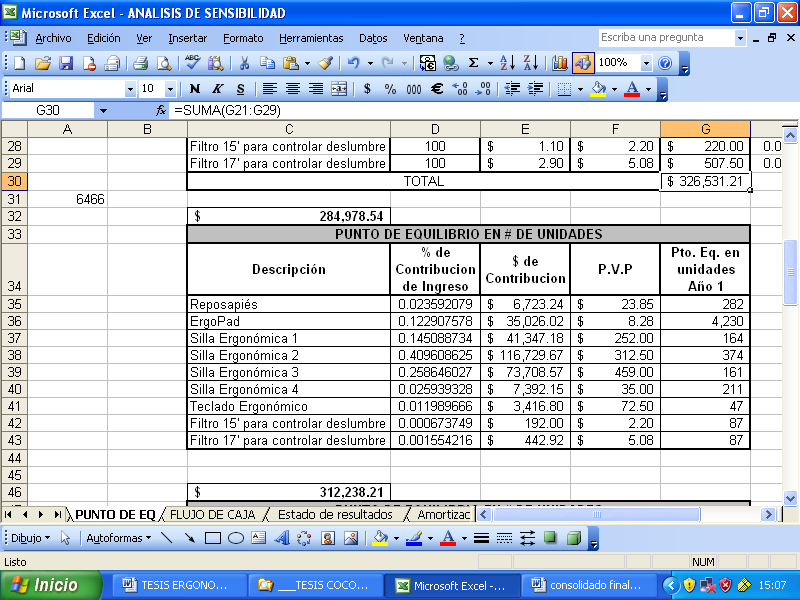 Microsoft Excel - ANALISIS DE SENSIBILIDAD
Archivo Edición Ver Insertar Formato Herramientas Datos Ventana ? Escriba una pregunta
100%
Arial 10 N K S
G30 fx =SUMA(G21:G29)
A B C D E F G
28 Filtro 15' para controlar deslumbre 100 $ 1.10 $ 2.20 $ 220.00 0.0
29 Filtro 17' para controlar deslumbre 100 $ 2.90 $ 5.08 $ 507.50 0.0
30 TOTAL $ 326,531.21
31 6466
32 $ 284,978.54
33 PUNTO DE EQUILIBRIO EN # DE UNIDADES
34 Descripción % de Contribucion de Ingreso $ de Contribucion P.V.P Pto. Eq. en unidades Año 1
35 Reposapiés 0.023592079 $ 6,723.24 $ 23.85 282
36 ErgoPad 0.122907578 $ 35,026.02 $ 8.28 4,230
37 Silla Ergonómica 1 0.145088734 $ 41,347.18 $ 252.00 164
38 Silla Ergonómica 2 0.409608625 $ 116,729.67 $ 312.50 374
39 Silla Ergonómica 3 0.258646027 $ 73,708.57 $ 459.00 161
40 Silla Ergonómica 4 0.025939328 $ 7,392.15 $ 35.00 211
41 Teclado Ergonómico 0.011989666 $ 3,416.80 $ 72.50 47
42 Filtro 15' para controlar deslumbre 0.000673749 $ 192.00 $ 2.20 87
43 Filtro 17' para controlar deslumbre 0.001554216 $ 442.92 $ 5.08 87
44
45
46 $ 312,238.21
PUNTO DE EQ FLUJO DE CAJA Estado de resultados Amortizac
Dibujo Autoformas
Listo NUM
Inicio TESIS ERGONO... ___TESIS COCO... Microsoft Excel -... consolidado final... 15:07